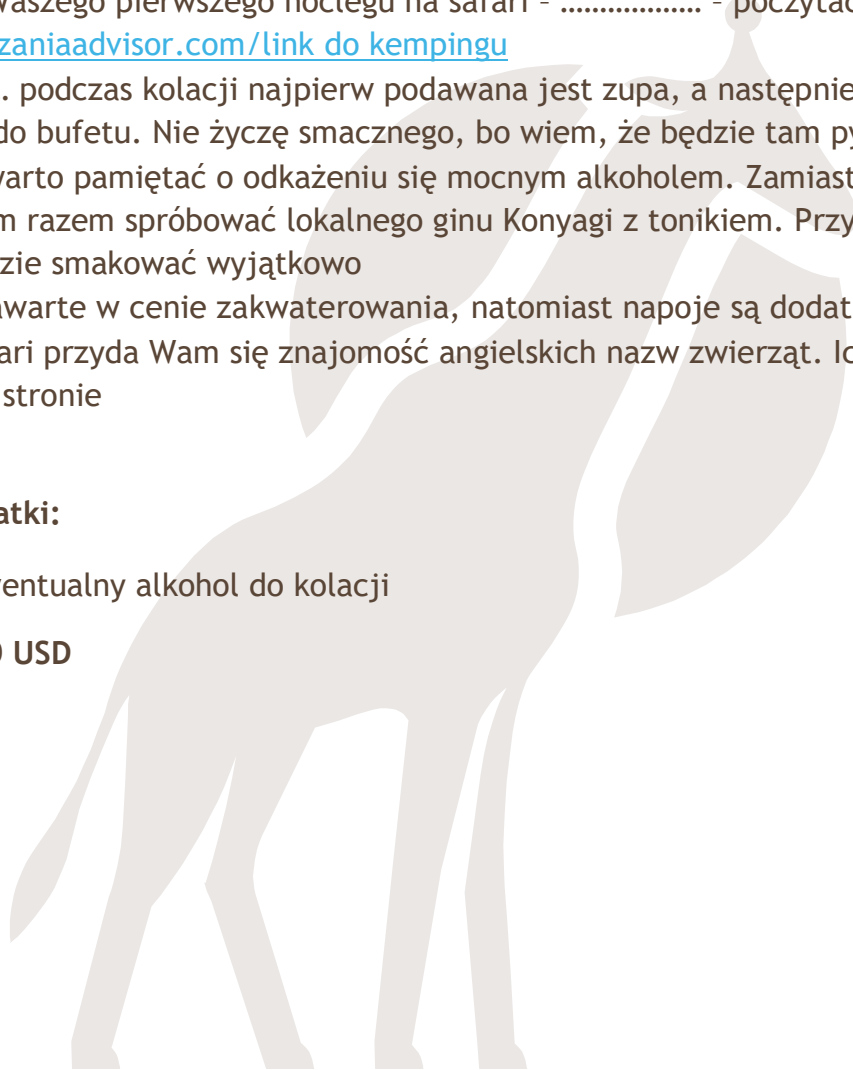 Waszego pierwszego noclegu na safari – ……………… – poczytac
zaniaadvisor.com/link do kempingu
. podczas kolacji najpierw podawana jest zupa, a następnie
do bufetu. Nie życzę smacznego, bo wiem, że będzie tam py
warto pamiętać o odkażeniu się mocnym alkoholem. Zamiast
m razem spróbować lokalnego ginu Konyagi z tonikiem. Przy
zie smakować wyjątkowo
awarte w cenie zakwaterowania, natomiast napoje są dodat
ari przyda Wam się znajomość angielskich nazw zwierząt. Ic
stronie
atki:
ventualny alkohol do kolacji
USD